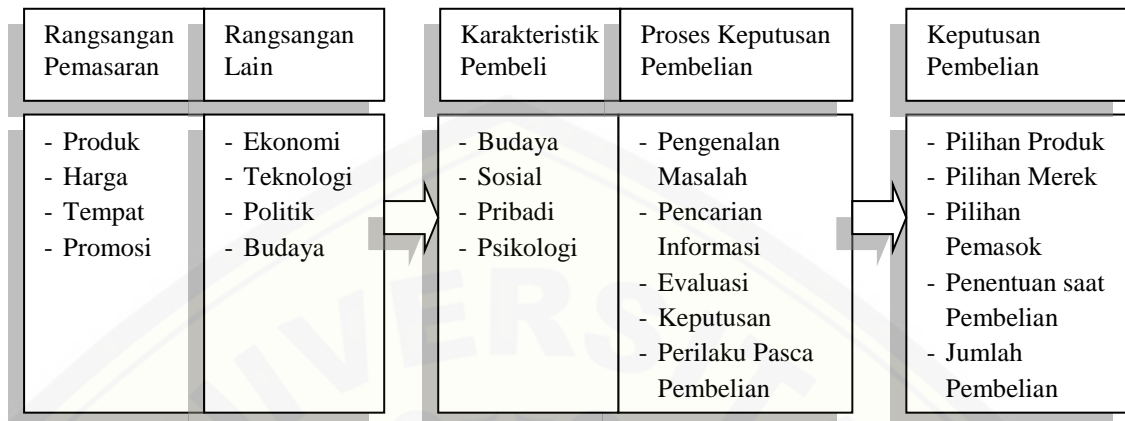 Rangsangan
Pemasaran
Rangsangan
Lain
Karakteristik
Pembeli
Proses Keputusan
Pembelian
Keputusan
Pembelian
- Produk
- Harga
- Tempat
- Promosi
- Ekonomi
- Teknologi
- Politik
- Budaya
- Budaya
- Sosial
- Pribadi
- Psikologi
- Pengenalan
Masalah
- Pencarian
Informasi
- Evaluasi
- Keputusan
- Perilaku Pasca
Pembelian
- Pilihan Produk
- Pilihan Merek
- Pilihan
Pemasok
- Penentuan saat
Pembelian
- Jumlah
Pembelian